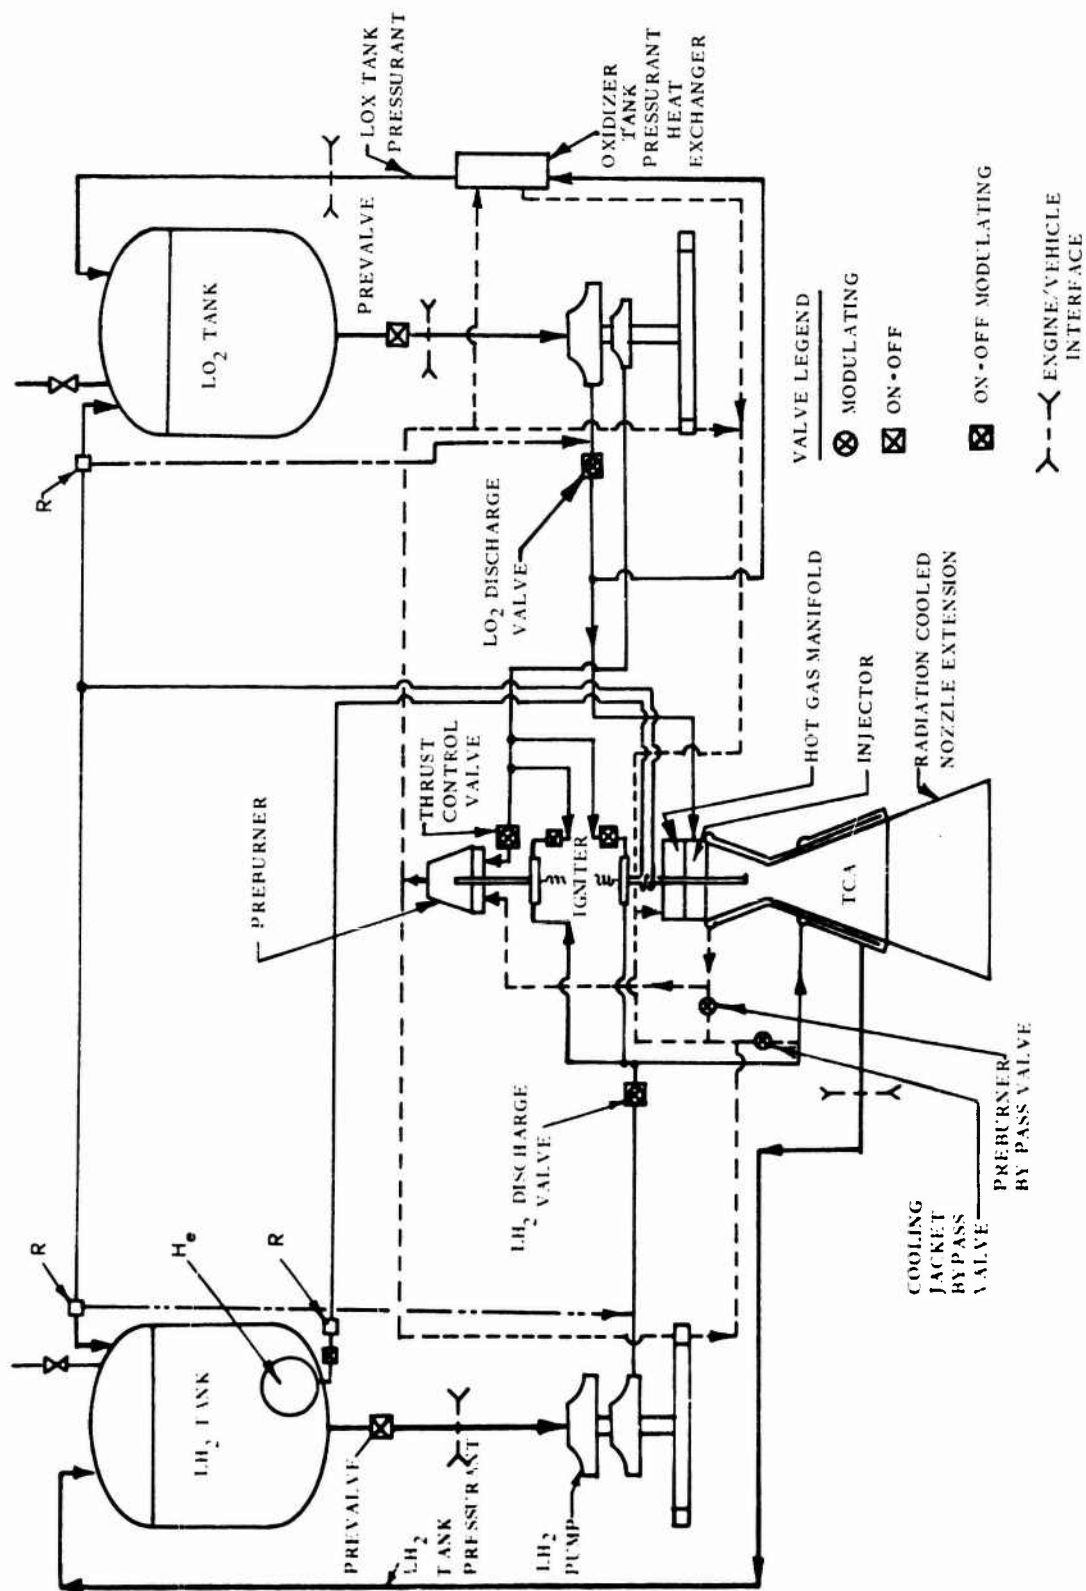 R
LO2 TANK
PREVALVE
LOX TANK
PRESSURANT
OXIDIZER
TANK
PRESSURANT
HEAT
EXCHANGER
VALVE LEGEND
MODULATING
ON-OFF
ON-OFF MODULATING
ENGINE/VEHICLE
INTERFACE
LO2 DISCHARGE
VALVE
THRUST
CONTROL
VALVE
PREBURNER
IGNITER
HOT GAS MANIFOLD
INJECTOR
RADIATION COOLED
NOZZLE EXTENSION
TCA
LH2 DISCHARGE
VALVE
PREBURNER
BY PASS VALVE
COOLING
JACKET
BYPASS
VALVE
R
He
R
LH2 TANK
PREVALVE
LH2
TANK
PRESSURANT
LH2
PUMP